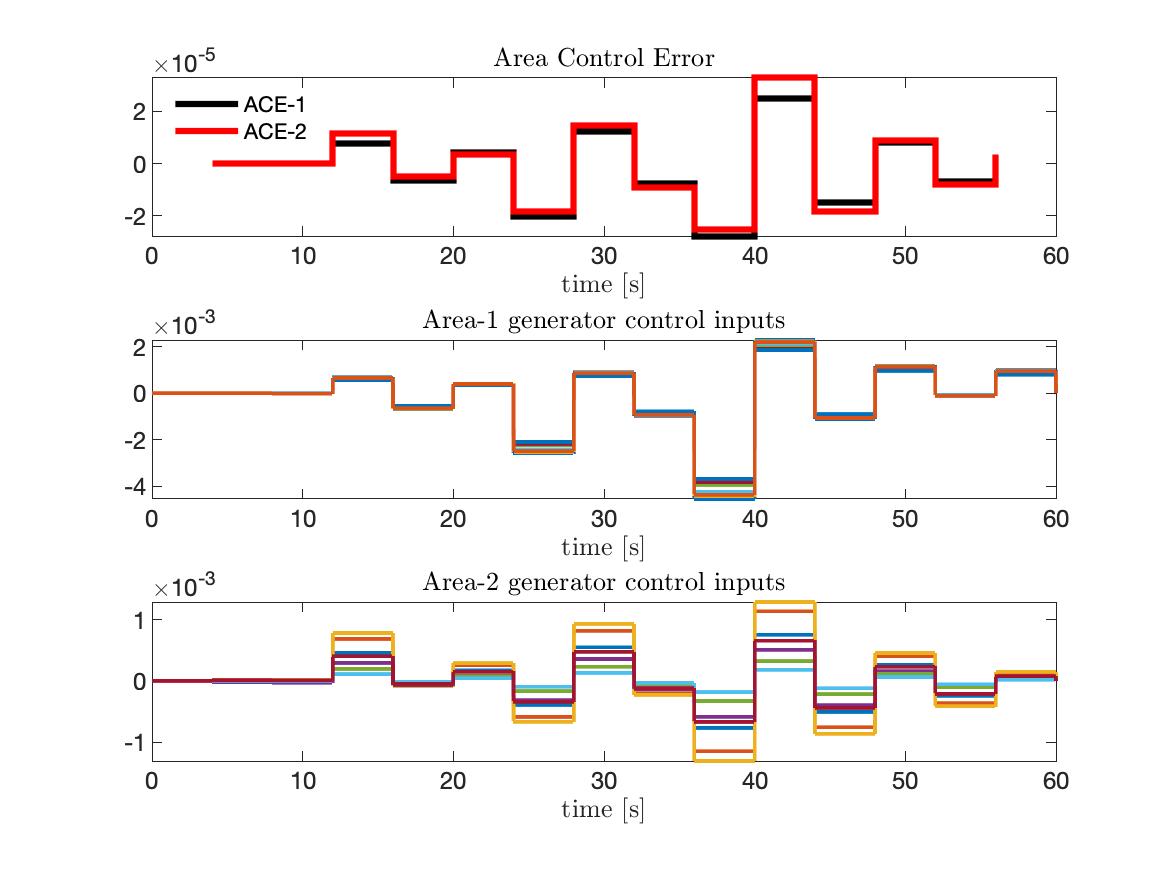 ×10-5
Area Control Error
ACE-1
ACE-2
2
0
-2
0 10 20 30 40 50 60
time [s]
×10-3
Area-1 generator control inputs
2
0
-2
-4
0 10 20 30 40 50 60
time [s]
×10-3
Area-2 generator control inputs
1
0
-1
0 10 20 30 40 50 60
time [s]